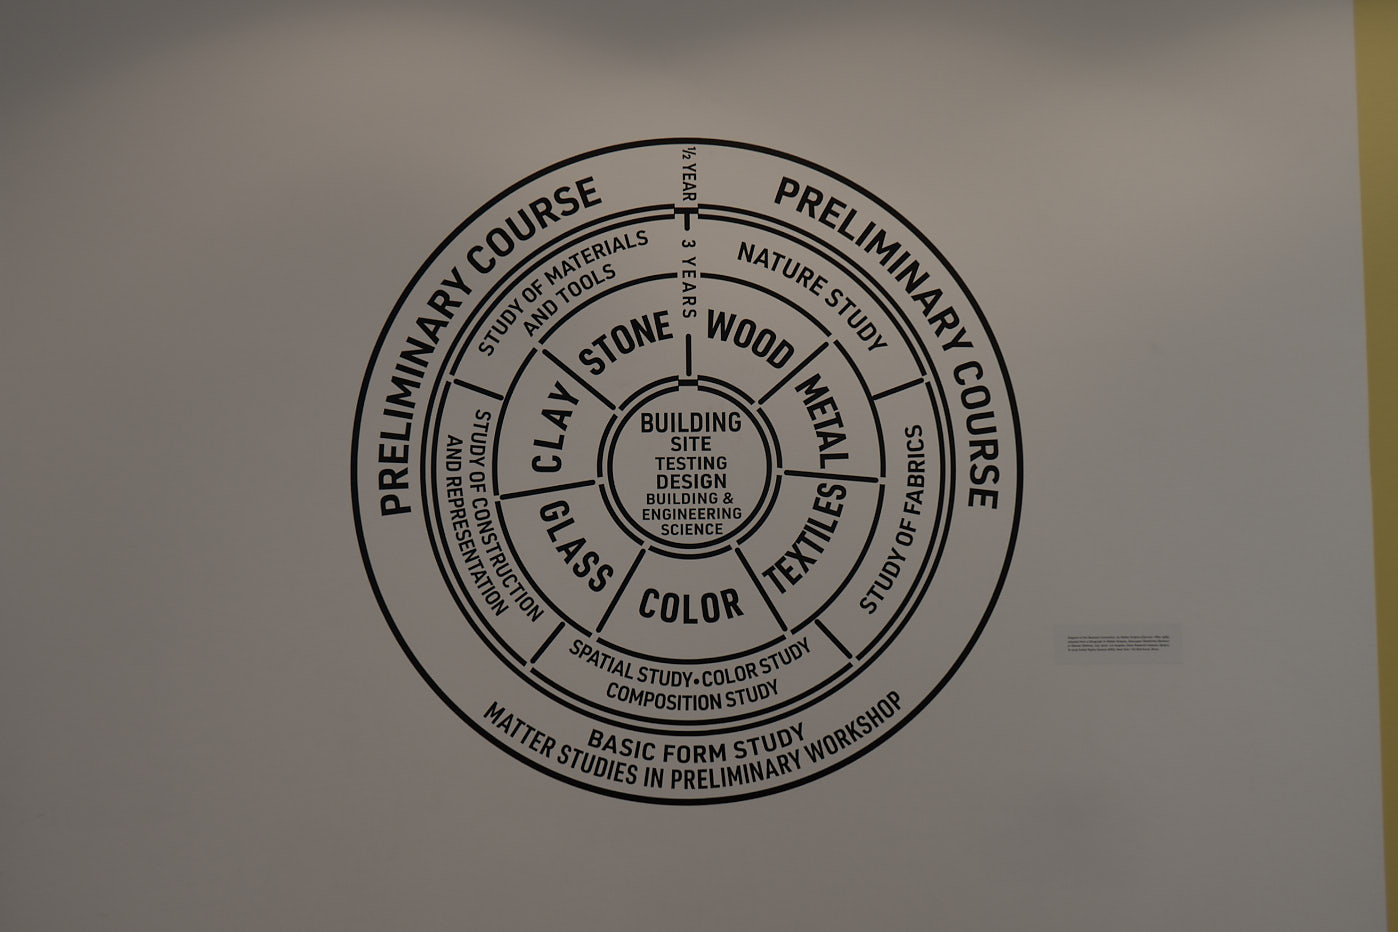 PRELIMINARY COURSE
PRELIMINARY COURSE
½ YEAR
3 YEARS
STUDY OF MATERIALS
AND TOOLS
NATURE STUDY
STUDY OF FABRICS
SPATIAL STUDY•COLOR STUDY
COMPOSITION STUDY
STUDY OF CONSTRUCTION
AND REPRESENTATION
STONE
WOOD
METAL
TEXTILES
COLOR
GLASS
CLAY
BUILDING
SITE
TESTING
DESIGN
BUILDING &
ENGINEERING
SCIENCE
BASIC FORM STUDY
MATTER STUDIES IN PRELIMINARY WORKSHOP